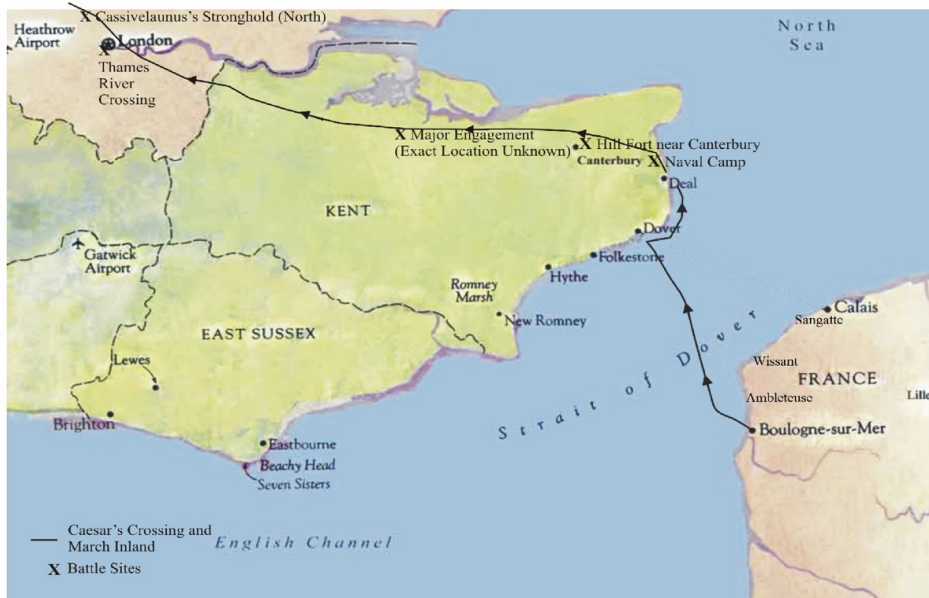 X Cassivelaunus's Stronghold (North)
North
Sea
Heathrow
Airport
London
X
Thames
River
Crossing
X Major Engagement
(Exact Location Unknown)
X Hill Fort near Canterbury
Canterbury
X Naval Camp
Deal
KENT
Dover
Gatwick
Airport
Folkestone
Hythe
Romney
Marsh
New Romney
EAST SUSSEX
Lewes
Brighton
Eastbourne
Beachy Head
Seven Sisters
Strait of Dover
Calais
Sangatte
Wissant
FRANCE
Ambleteuse
Lille
Boulogne-sur-Mer
English Channel
Caesar's Crossing and
March Inland
X Battle Sites